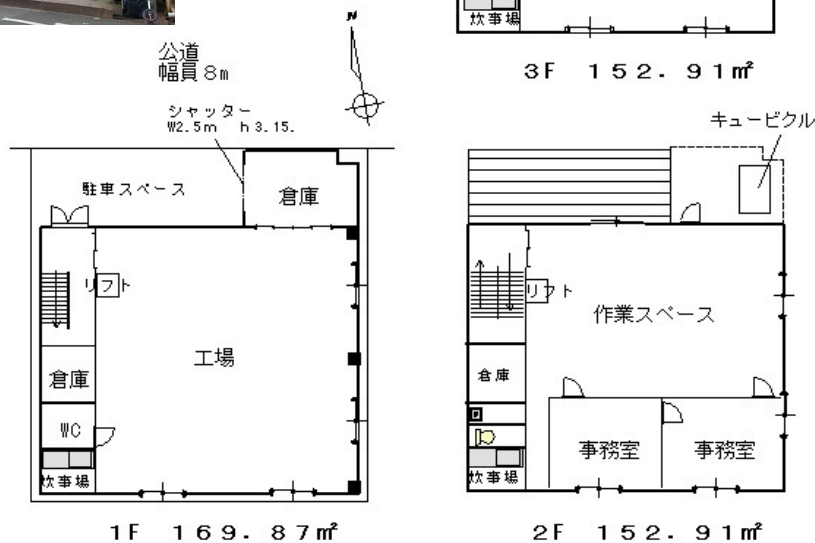 炊事場
3F 152.91㎡
N
公道
幅員8m
シャッター
W2.5m h3.15.
キュービクル
駐車スペース
倉庫
リフト
工場
倉庫
WC
炊事場
1F 169.87㎡
リフト
作業スペース
倉庫
事務室
事務室
炊事場
2F 152.91㎡